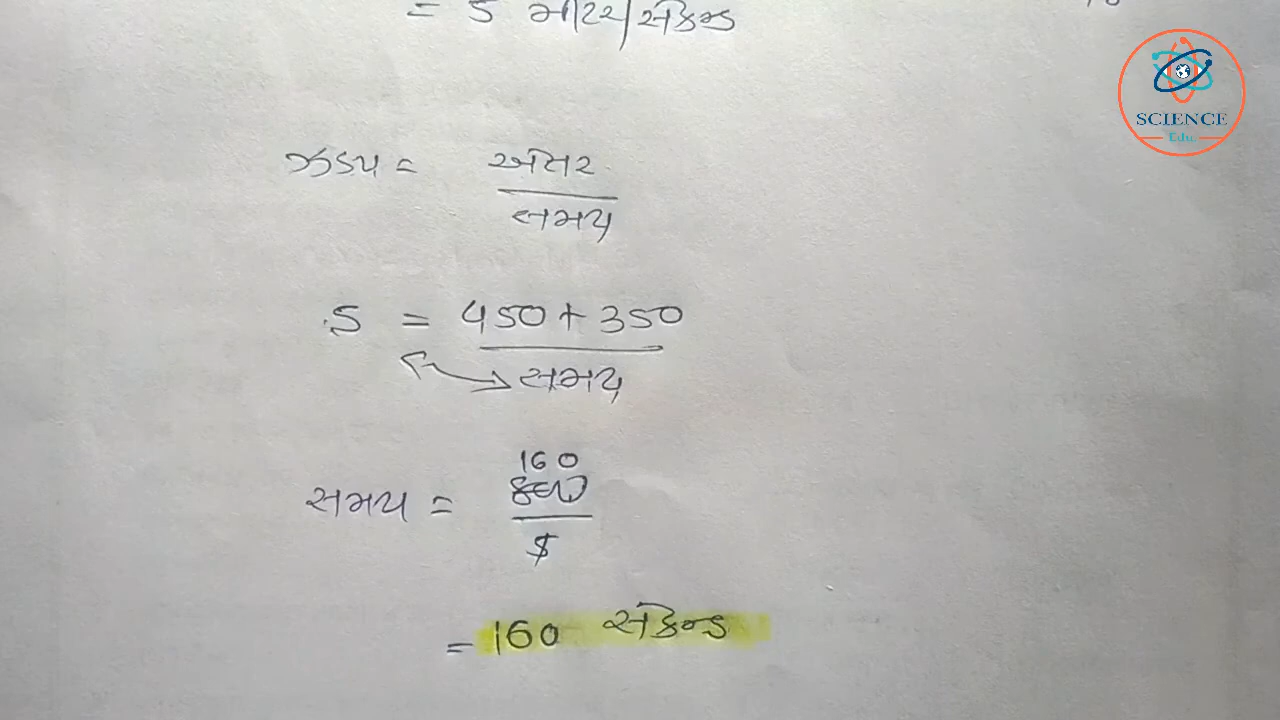 = 5 મીટર/સેકન્ડ
SCIENCE
Edu.
ઝડપ = અંતર
સમય
5 = 450 + 350
સમય
160
સમય = 800
5
= 160 સેકન્ડ